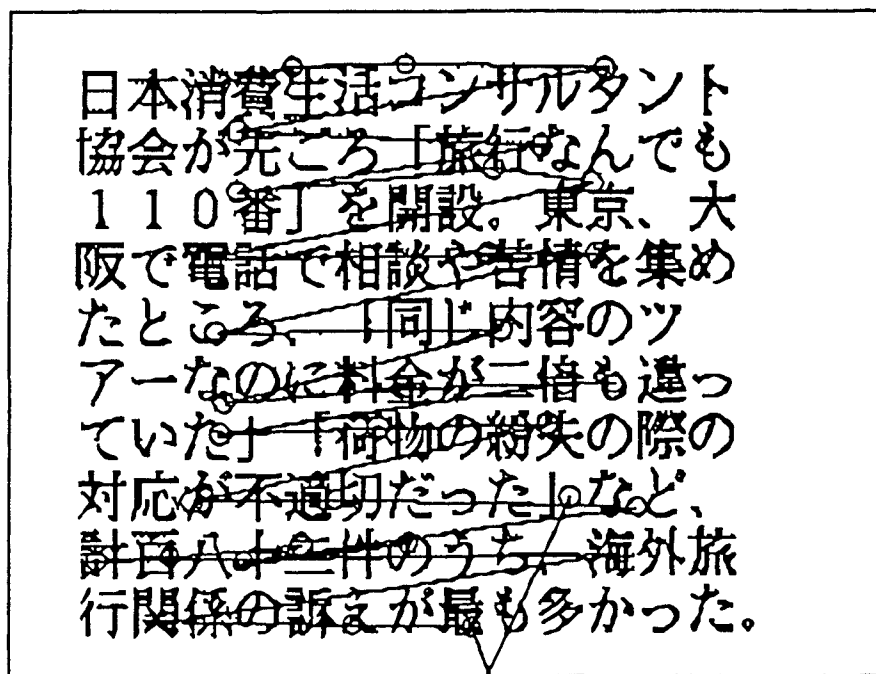 日本消費生活コンサルタント
協会が先ごろ「旅行なんでも
110番」を開設。東京、大
阪で電話で相談や苦情を集め
たところ、「同じ内容のツ
アーなのに料金が二倍も違っ
ていた」「荷物の紛失の際の
対応が不適切だった」など、
計百八十二件のうち、海外旅
行関係の訴えが最も多かった。